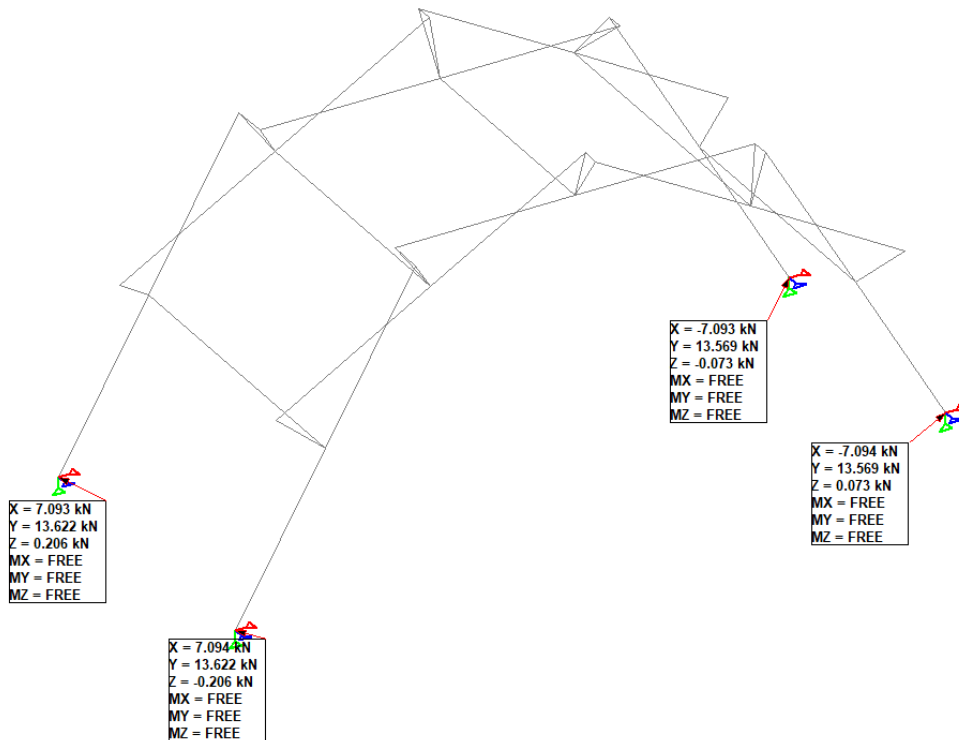 X = -7.093 kN
Y = 13.569 kN
Z = -0.073 kN
MX = FREE
MY = FREE
MZ = FREE
X = -7.094 kN
Y = 13.569 kN
Z = 0.073 kN
MX = FREE
MY = FREE
MZ = FREE
X = 7.093 kN
Y = 13.622 kN
Z = 0.206 kN
MX = FREE
MY = FREE
MZ = FREE
X = 7.094 kN
Y = 13.622 kN
Z = -0.206 kN
MX = FREE
MY = FREE
MZ = FREE